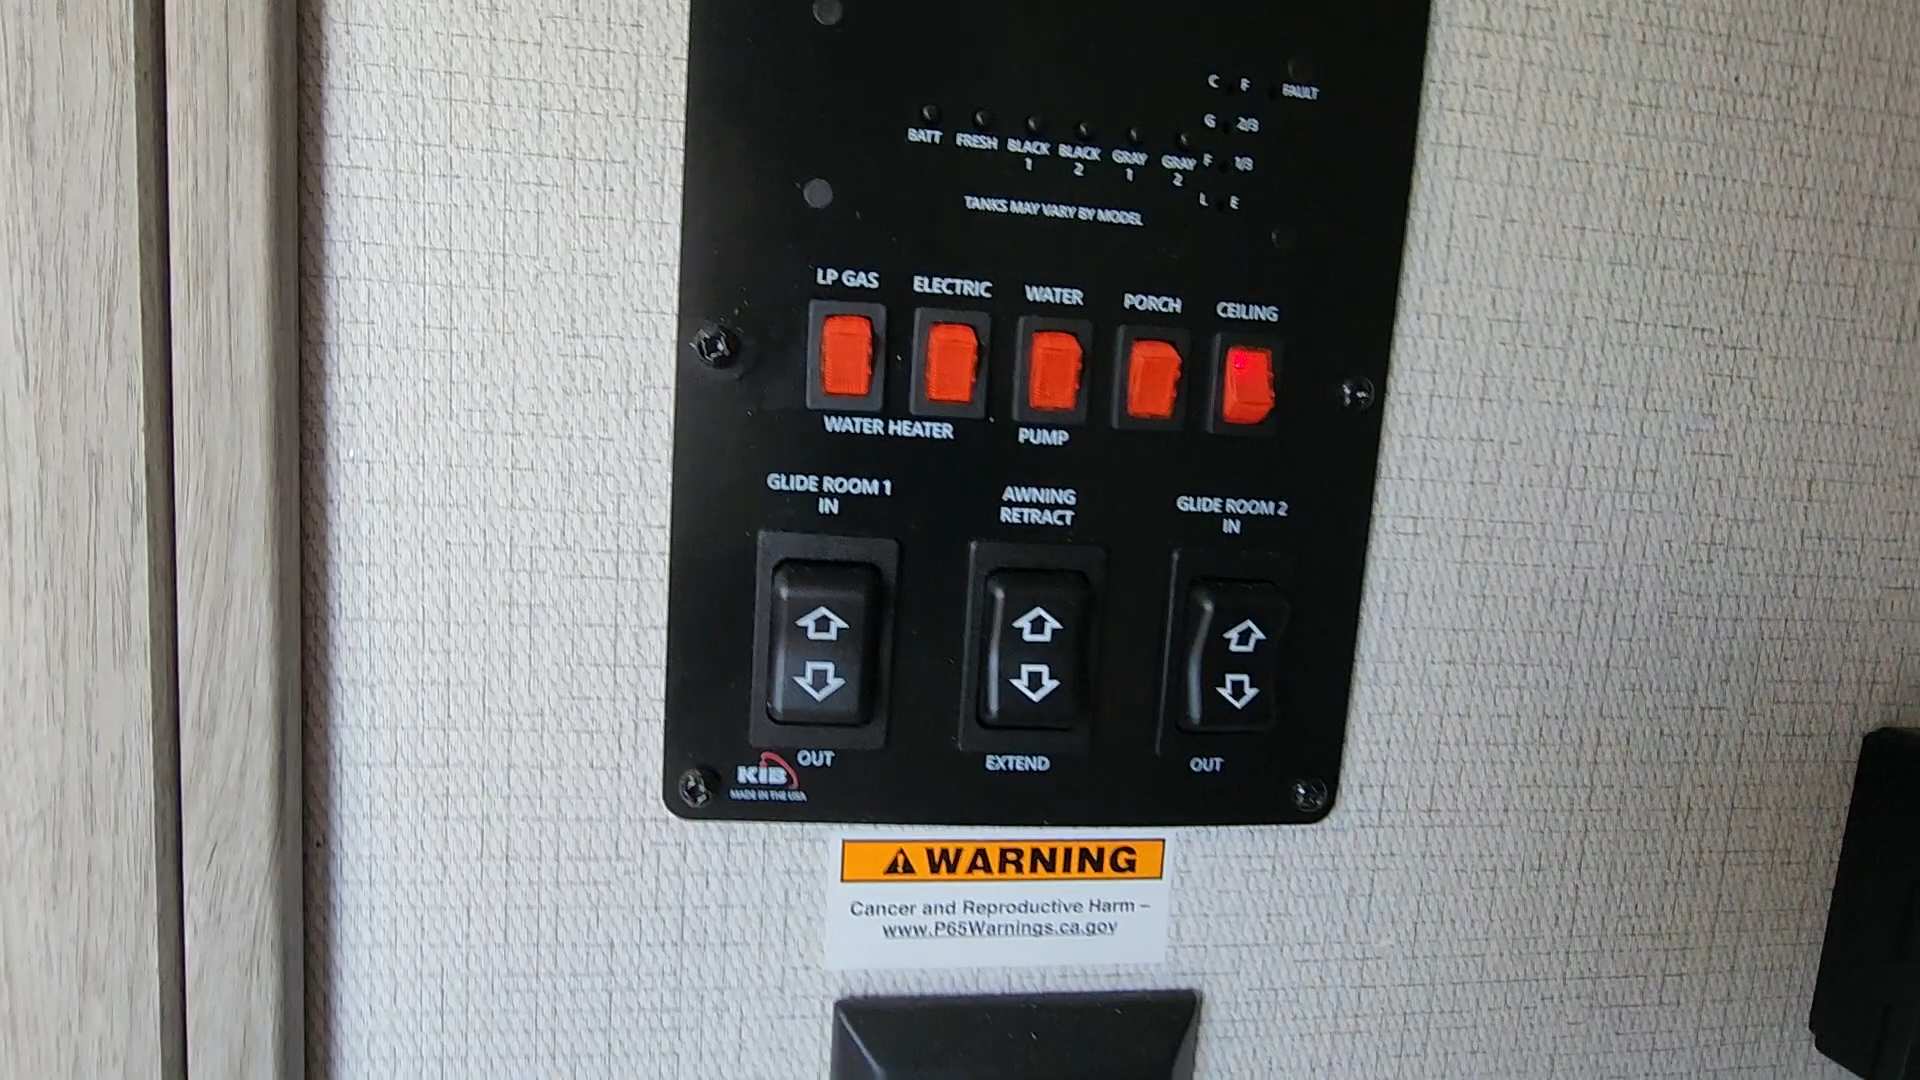 C F FAULT
G 2/3
F 1/3
L E
BATT FRESH BLACK 1 BLACK 2 GRAY 1 GRAY 2
TANKS MAY VARY BY MODEL
LP GAS ELECTRIC WATER PORCH CEILING
WATER HEATER PUMP
GLIDE ROOM 1 AWNING GLIDE ROOM 2
IN RETRACT IN
OUT EXTEND OUT
KIB
MADE IN THE USA
WARNING
Cancer and Reproductive Harm –
www.P65Warnings.ca.gov